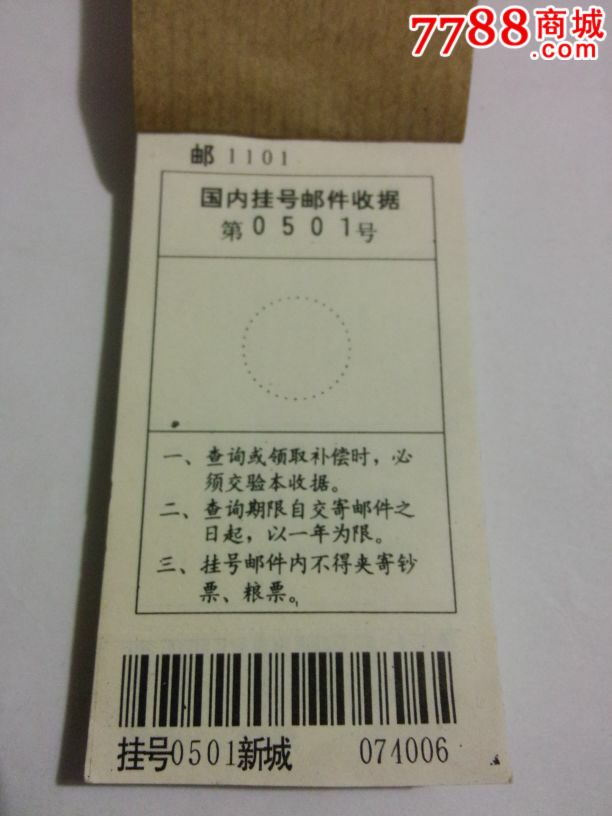 7788商城
.com
邮1101
国内挂号邮件收据
第0501号
一、查询或领取补偿时，必
须交验本收据。
二、查询期限自交寄邮件之
日起，以一年为限。
三、挂号邮件内不得夹寄钞
票、粮票。
挂号0501新城 074006